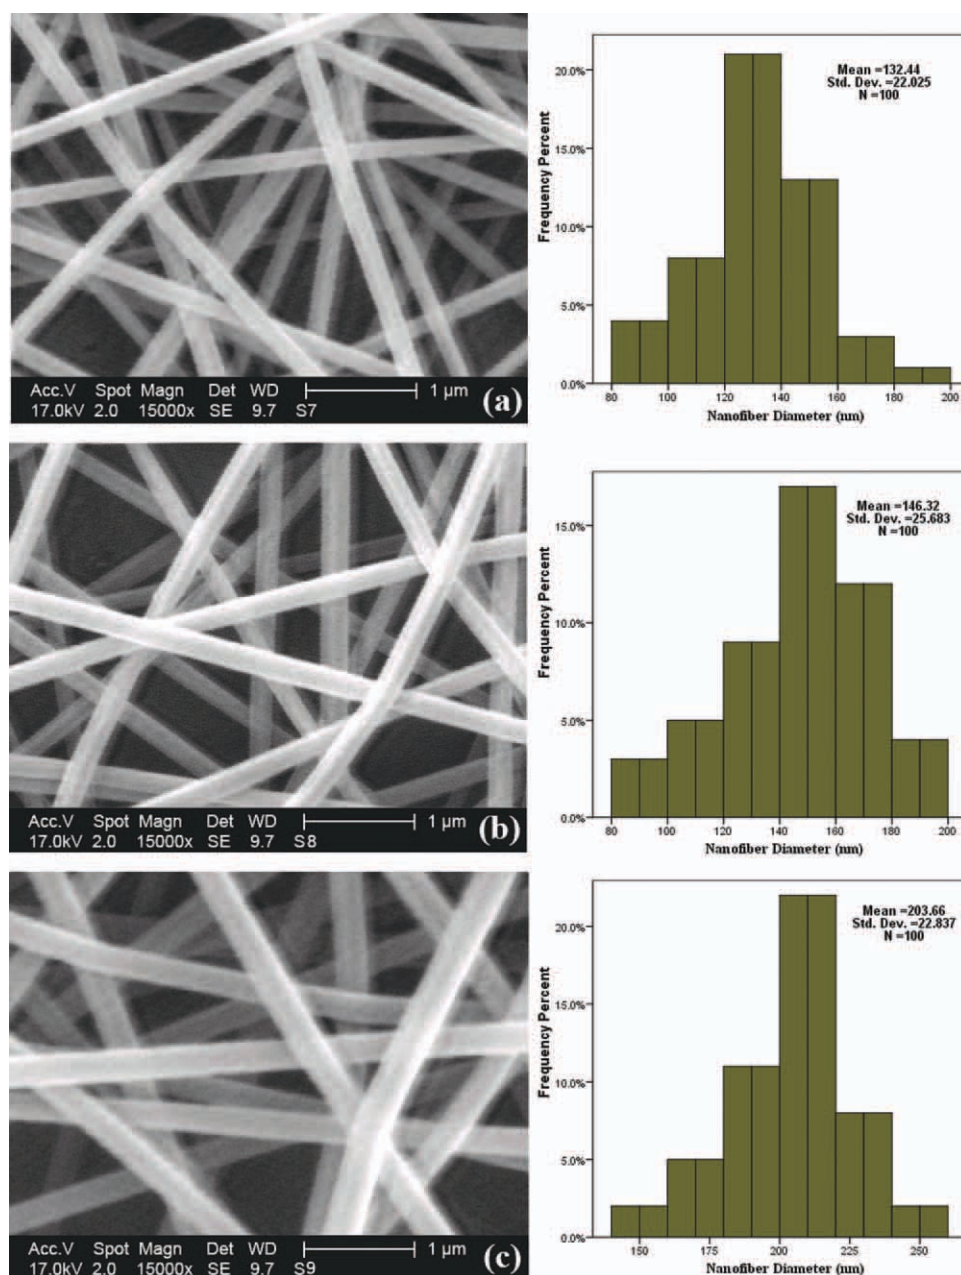 Acc.V Spot Magn Det WD 1 µm
17.0kV 2.0 15000x SE 9.7 S7
(a)
Mean =132.44
Std. Dev. =22.025
N =100
Frequency Percent
20.0%
15.0%
10.0%
5.0%
0.0%
80 100 120 140 160 180 200
Nanofiber Diameter (nm)
Acc.V Spot Magn Det WD 1 µm
17.0kV 2.0 15000x SE 9.7 S8
(b)
Mean =146.32
Std. Dev. =25.683
N =100
Frequency Percent
15.0%
10.0%
5.0%
0.0%
80 100 120 140 160 180 200
Nanofiber Diameter (nm)
Acc.V Spot Magn Det WD 1 µm
17.0kV 2.0 15000x SE 9.7 S9
(c)
Mean =203.66
Std. Dev. =22.837
N =100
Frequency Percent
20.0%
15.0%
10.0%
5.0%
0.0%
150 175 200 225 250
Nanofiber Diameter (nm)